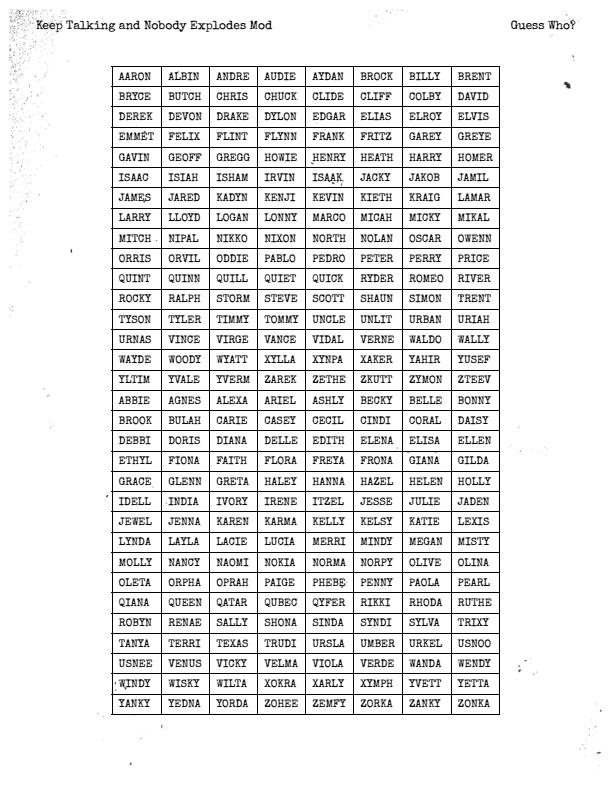 Keep Talking and Nobody Explodes Mod Guess Who?
AARON ALBIN ANDRE AUDIE AYDAN BROCK BILLY BRENT
BRYCE BUTCH CHRIS CHUCK CLIDE CLIFF COLBY DAVID
DEREK DEVON DRAKE DYLON EDGAR ELIAS ELROY ELVIS
EMMET FELIX FLINT FLYNN FRANK FRITZ GAREY GREYE
GAVIN GEOFF GREGG HOWIE HENRY HEATH HARRY HOMER
ISAAC ISIAH ISHAM IRVIN ISAAK JACKY JAKOB JAMIL
JAMES JARED KADYN KENJI KEVIN KIETH KRAIG LAMAR
LARRY LLOYD LOGAN LONNY MARCO MICAH MICKY MIKAL
MITCH NIPAL NIKKO NIXON NORTH NOLAN OSCAR OWENN
ORRIS ORVIL ODDIE PABLO PEDRO PETER PERRY PRICE
QUINT QUINN QUILL QUIET QUICK RYDER ROMEO RIVER
ROCKY RALPH STORM STEVE SCOTT SHAUN SIMON TRENT
TYSON TYLER TIMMY TOMMY UNCLE UNLIT URBAN URIAH
URNAS VINCE VIRGE VANCE VIDAL VERNE WALDO WALLY
WAYDE WOODY WYATT XYLLA XYNPA XAKER YAHIR YUSEF
YLTIM YVALE YVERM ZAREK ZETHE ZKUTT ZYMON ZTEEV
ABBIE AGNES ALEXA ARIEL ASHLY BECKY BELLE BONNY
BROOK BULAH CARIE CASEY CECIL CINDI CORAL DAISY
DEBBI DORIS DIANA DELLE EDITH ELENA ELISA ELLEN
ETHYL FIONA FAITH FLORA FREYA FRONA GIANA GILDA
GRACE GLENN GRETA HALEY HANNA HAZEL HELEN HOLLY
IDELL INDIA IVORY IRENE ITZEL JESSE JULIE JADEN
JEWEL JENNA KAREN KARMA KELLY KELSY KATIE LEXIS
LYNDA LAYLA LACIE LUCIA MERRI MINDY MEGAN MISTY
MOLLY NANCY NAOMI NOKIA NORMA NORPY OLIVE OLINA
OLETA ORPHA OPRAH PAIGE PHEBE PENNY PAOLA PEARL
QIANA QUEEN QATAR QUBEC QYFER RIKKI RHODA RUTHE
ROBYN RENAE SALLY SHONA SINDA SYNDI SYLVA TRIXY
TANYA TERRI TEXAS TRUDI URSLA UMBER URKEL USNOO
USNEE VENUS VICKY VELMA VIOLA VERDE WANDA WENDY
WINDY WISKY WILTA XOKRA XARLY XYMPH YVETT YETTA
YANKY YEDNA YORDA ZOHEE ZEMFY ZORKA ZANKY ZONKA